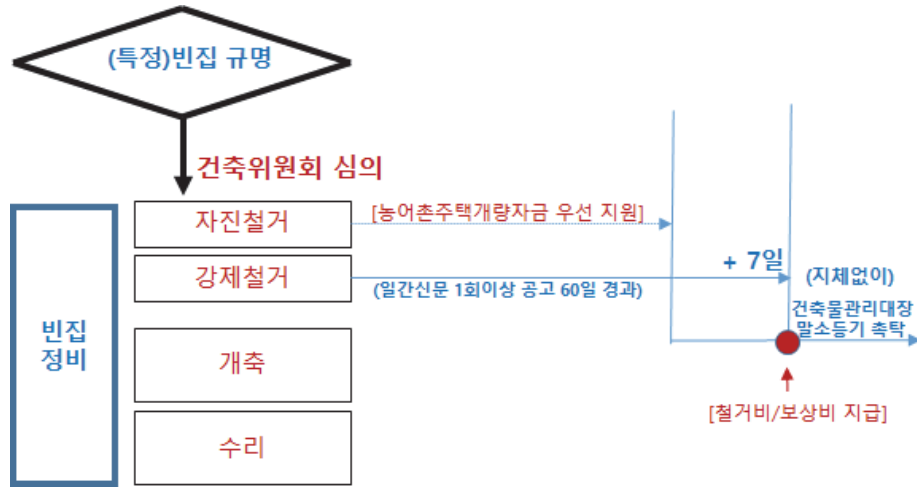 (특정)빈집 규명
건축위원회 심의
빈집
정비
자진철거
[농어촌주택개량자금 우선 지원]
강제철거
(일간신문 1회이상 공고 60일 경과)
+ 7일
(지체없이)
건축물관리대장
말소등기 촉탁
개축
[철거비/보상비 지급]
수리